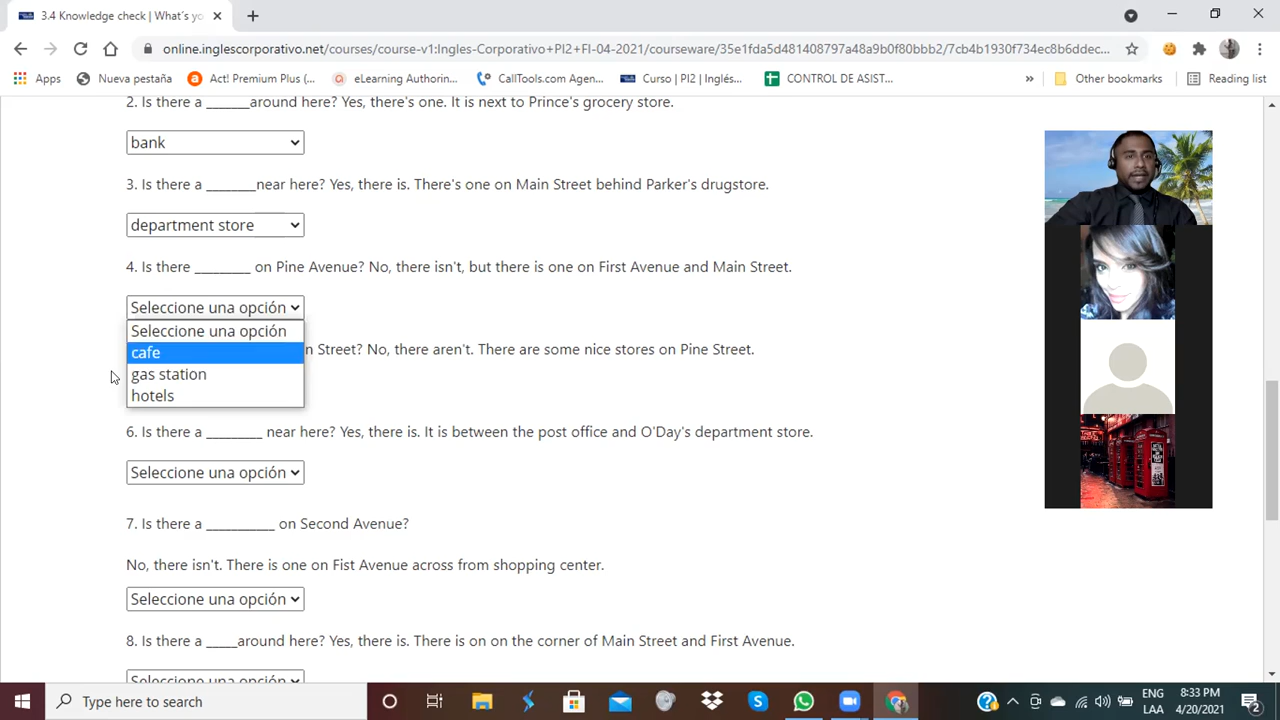 3.4 Knowledge check | What´s yo
online.inglescorporativo.net/courses/course-v1:Ingles-Corporativo+PI2+FI-04-2021/courseware/35e1fda5d481408797a48a9b0f80bbb2/7cb4b1930f734ec8b6ddec...
Apps Nueva pestaña Act! Premium Plus (... eLearning Authorin... CallTools.com Agen... Curso | PI2 | Inglés... CONTROL DE ASIST... » Other bookmarks Reading list
2. Is there a _______around here? Yes, there's one. It is next to Prince's grocery store.
bank
3. Is there a ________near here? Yes, there is. There's one on Main Street behind Parker's drugstore.
department store
4. Is there _________ on Pine Avenue? No, there isn't, but there is one on First Avenue and Main Street.
Seleccione una opción
Seleccione una opción
cafe
n Street? No, there aren't. There are some nice stores on Pine Street.
gas station
hotels
6. Is there a _________ near here? Yes, there is. It is between the post office and O'Day's department store.
Seleccione una opción
7. Is there a ___________ on Second Avenue?
No, there isn't. There is one on Fist Avenue across from shopping center.
Seleccione una opción
8. Is there a _____around here? Yes, there is. There is on on the corner of Main Street and First Avenue.
Seleccione una opción
Type here to search
ENG
LAA
8:33 PM
4/20/2021
2